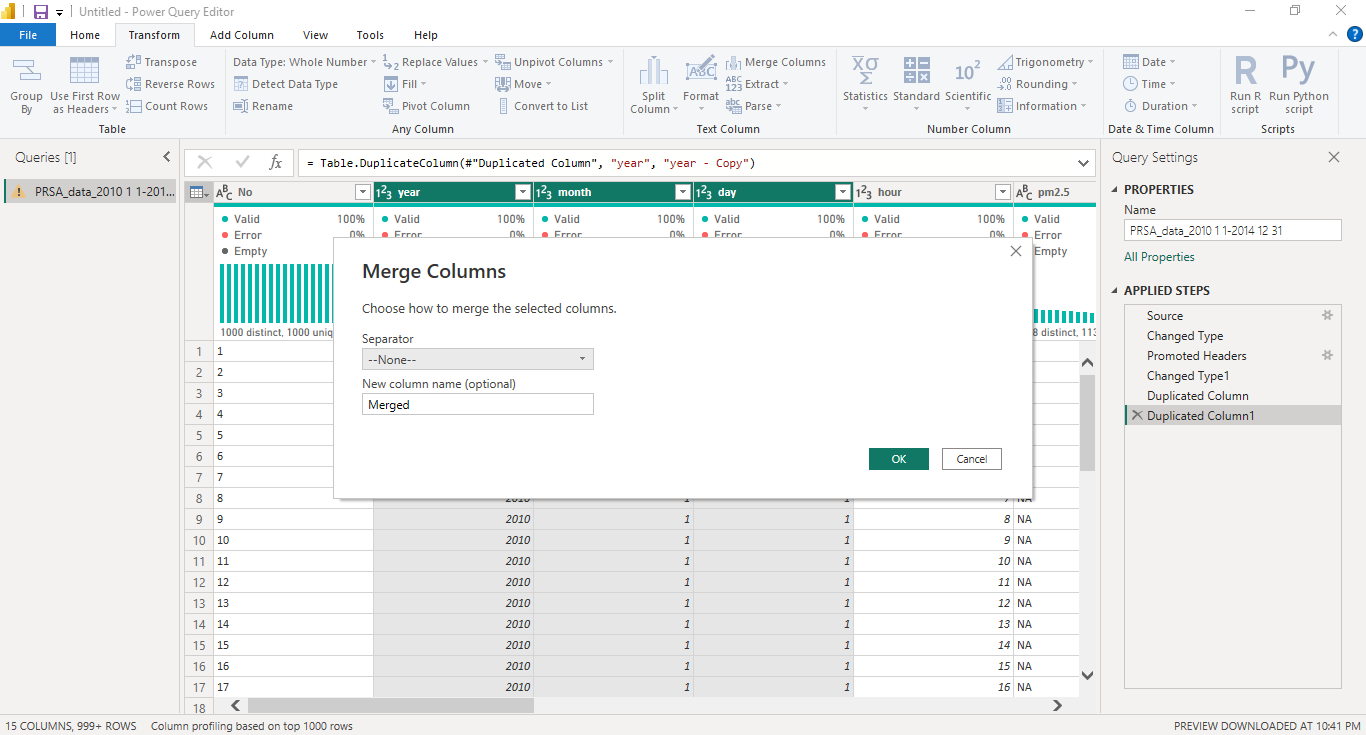 Untitled - Power Query Editor
File Home Transform Add Column View Tools Help
Group By
Use First Row as Headers
Transpose
Reverse Rows
Count Rows
Table
Data Type: Whole Number
Detect Data Type
Rename
Replace Values
Fill
Pivot Column
Unpivot Columns
Move
Convert to List
Any Column
Split Column
Format
Merge Columns
Extract
Parse
Text Column
Statistics
Standard
Scientific
Trigonometry
Rounding
Information
Number Column
Date
Time
Duration
Date & Time Column
Run R script
Run Python script
Scripts
Queries [1]
PRSA_data_2010 1 1-201...
= Table.DuplicateColumn(#"Duplicated Column", "year", "year - Copy")
No year month day hour pm2.5
Valid 100% Valid 100% Valid 100% Valid 100% Valid 100% Valid
Error 0% Error 0% Error 0% Error 0% Error 0% Error
Empty
Empty
1000 distinct, 1000 uniq
8 distinct, 113
Merge Columns
Choose how to merge the selected columns.
Separator
--None--
New column name (optional)
Merged
OK Cancel
1 1
2 2
3 3
4 4
5 5
6 6
7 7
8 8 2010 1 1 7 NA
9 9 2010 1 1 8 NA
10 10 2010 1 1 9 NA
11 11 2010 1 1 10 NA
12 12 2010 1 1 11 NA
13 13 2010 1 1 12 NA
14 14 2010 1 1 13 NA
15 15 2010 1 1 14 NA
16 16 2010 1 1 15 NA
17 17 2010 1 1 16 NA
18
Query Settings
PROPERTIES
Name
PRSA_data_2010 1 1-2014 12 31
All Properties
APPLIED STEPS
Source
Changed Type
Promoted Headers
Changed Type1
Duplicated Column
Duplicated Column1
15 COLUMNS, 999+ ROWS Column profiling based on top 1000 rows
PREVIEW DOWNLOADED AT 10:41 PM